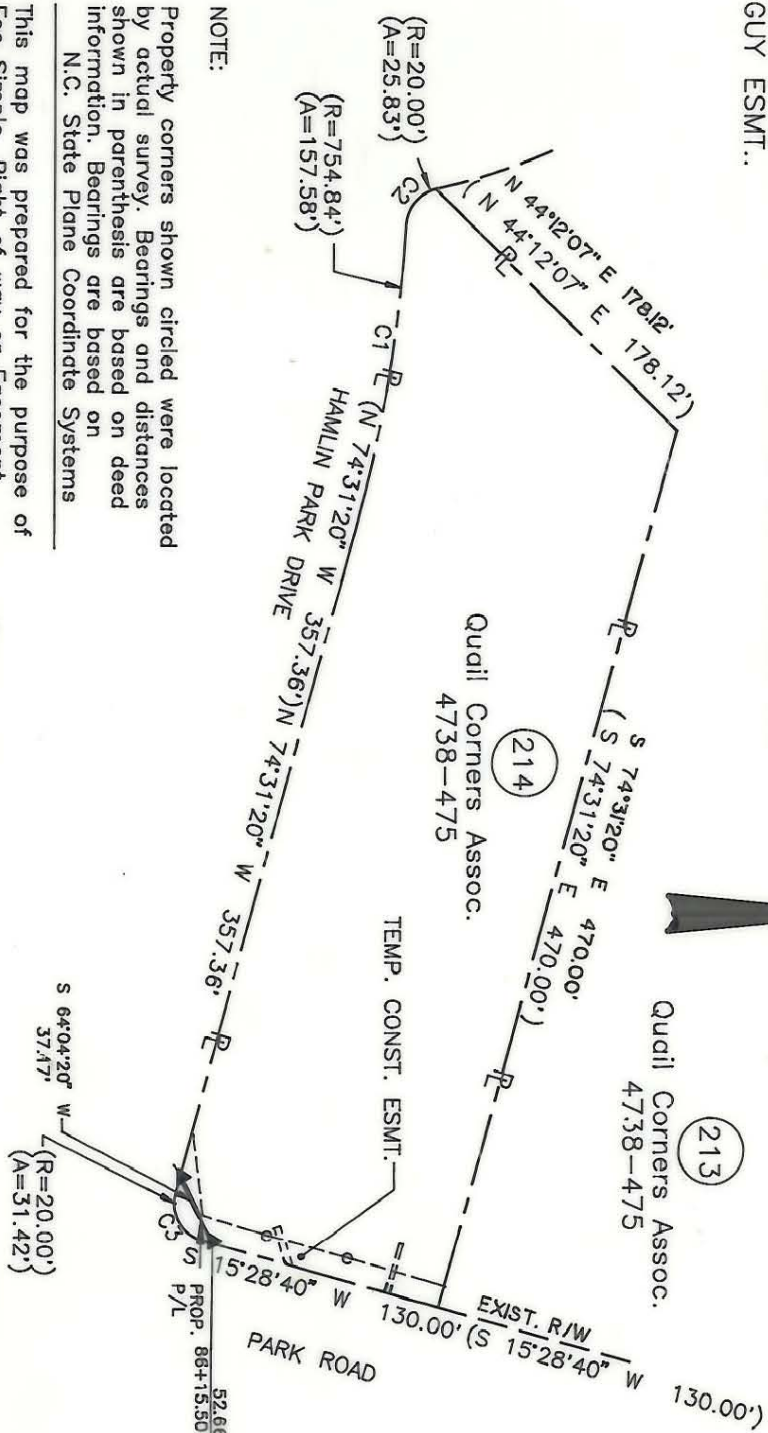 GUY ESMT..
(R=20.00')
(A=25.83')
(R=754.84')
(A=157.58')
C2
N 44°12'07" E 178.12'
( N 44°12'07" E 178.12')
PL
C1 PL
(N 74°31'20" W 357.36')N 74°31'20" W 357.36'
HAMLIN PARK DRIVE
PL
S 74°31'20" E 470.00'
( S 74°31'20" E 470.00')
PL
PL
214
Quail Corners Assoc.
4738-475
213
Quail Corners Assoc.
4738-475
TEMP. CONST. ESMT.
S 64°04'20" W
37.17'
(R=20.00')
(A=31.42')
C3
S 15°28'40" W 130.00' (S 15°28'40" W 130.00')
EXIST. R/W
PARK ROAD
PROP. 86+15.50
P/L
NOTE:
Property corners shown circled were located
by actual survey. Bearings and distances
shown in parenthesis are based on deed
information. Bearings are based on
N.C. State Plane Coordinate Systems
This map was prepared for the purpose of